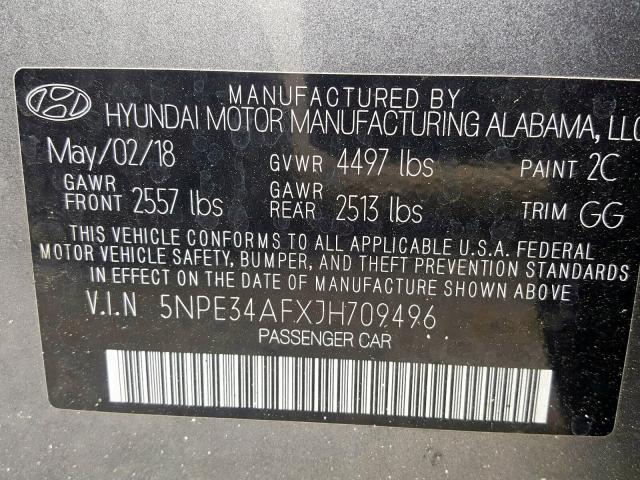 MANUFACTURED BY
HYUNDAI MOTOR MANUFACTURING ALABAMA, LLC
May/02/18 GVWR 4497 lbs PAINT 2C
GAWR FRONT 2557 lbs GAWR REAR 2513 lbs TRIM GG
THIS VEHICLE CONFORMS TO ALL APPLICABLE U.S.A. FEDERAL
MOTOR VEHICLE SAFETY, BUMPER, AND THEFT PREVENTION STANDARDS
IN EFFECT ON THE DATE OF MANUFACTURE SHOWN ABOVE.
V.I.N 5NPE34AFXJH709496
PASSENGER CAR